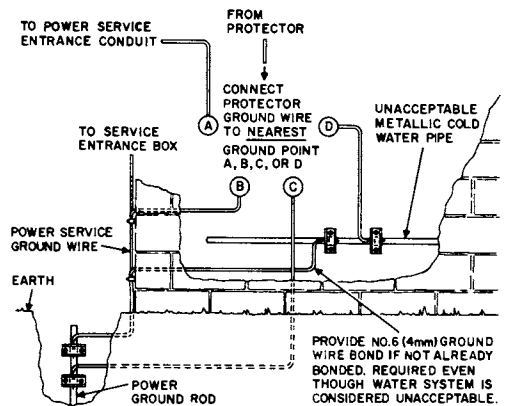 FROM
PROTECTOR
TO POWER SERVICE
ENTRANCE CONDUIT
CONNECT
PROTECTOR
GROUND WIRE
TO NEAREST
GROUND POINT
A, B, C, OR D
A
D
B
C
UNACCEPTABLE
METALLIC COLD
WATER PIPE
TO SERVICE
ENTRANCE BOX
POWER SERVICE
GROUND WIRE
EARTH
POWER
GROUND ROD
PROVIDE NO.6 (4mm) GROUND
WIRE BOND IF NOT ALREADY
BONDED. REQUIRED EVEN
THOUGH WATER SYSTEM IS
CONSIDERED UNACCEPTABLE.